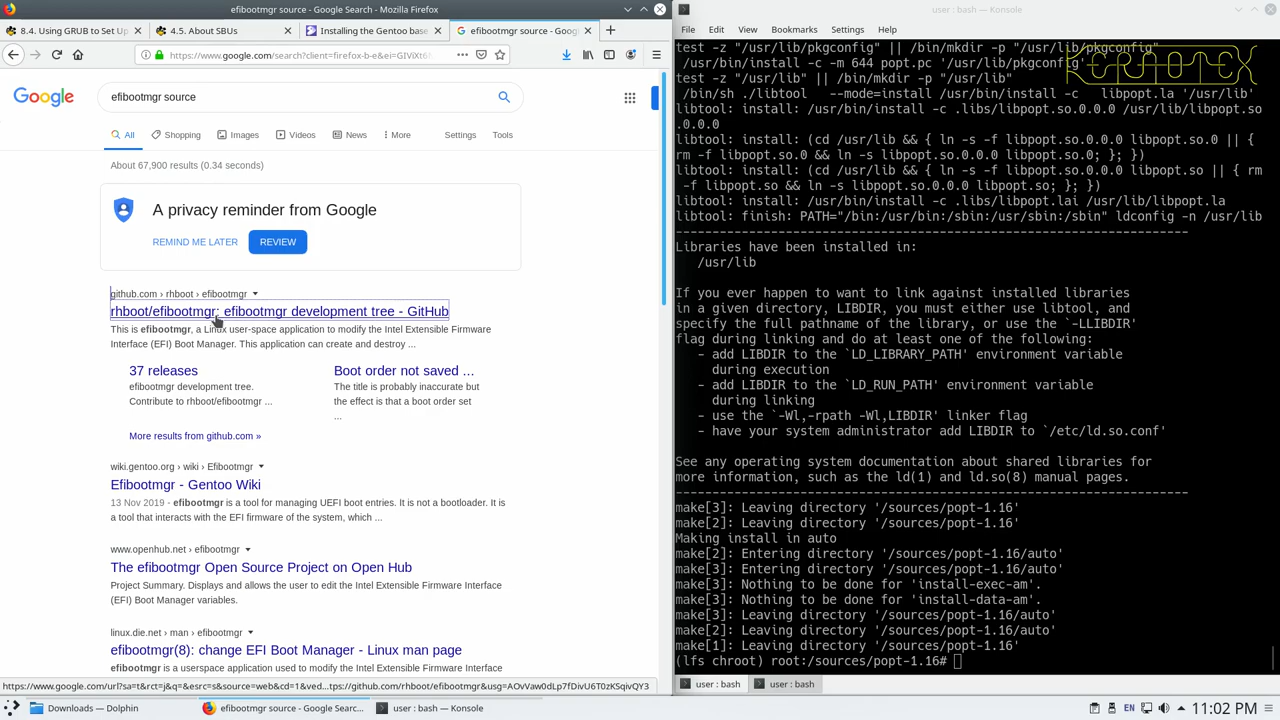 efibootmgr source - Google Search - Mozilla Firefox
8.4. Using GRUB to Set Up
4.5. About SBUs
Installing the Gentoo base
efibootmgr source - Google
https://www.google.com/search?client=firefox-b-e&ei=
Google
efibootmgr source
All
Shopping
Images
Videos
News
More
Settings
Tools
About 67,900 results (0.34 seconds)
A privacy reminder from Google
REMIND ME LATER
REVIEW
github.com › rhboot › efibootmgr
rhboot/efibootmgr: efibootmgr development tree - GitHub
This is efibootmgr, a Linux user-space application to modify the Intel Extensible Firmware
Interface (EFI) Boot Manager. This application can create and destroy ...
37 releases
efibootmgr development tree.
Contribute to rhboot/efibootmgr ...
Boot order not saved ...
The title is probably inaccurate but
the effect is that a boot order set
...
More results from github.com »
wiki.gentoo.org › wiki › Efibootmgr
Efibootmgr - Gentoo Wiki
13 Nov 2019 - efibootmgr is a tool for managing UEFI boot entries. It is not a bootloader. It is
a tool that interacts with the EFI firmware of the system, which ...
www.openhub.net › efibootmgr
The efibootmgr Open Source Project on Open Hub
Project Summary. Displays and allows the user to edit the Intel Extensible Firmware Interface
(EFI) Boot Manager variables.
linux.die.net › man › efibootmgr
efibootmgr(8): change EFI Boot Manager - Linux man page
efibootmgr is a userspace application used to modify the Intel Extensible Firmware
https://www.google.com/url?sa=t&rct=j&q=&esrc=s&source=web&cd=1&ved...tps://github.com/rhboot/efibootmgr&usg=AOvVaw0dLp7fDivU6T0zKSqivQY3
user : bash — Konsole
File Edit View Bookmarks Settings Help
test -z "/usr/lib/pkgconfig" || /bin/mkdir -p "/usr/lib/pkgconfig"
/usr/bin/install -c -m 644 popt.pc '/usr/lib/pkgconfig'
test -z "/usr/lib" || /bin/mkdir -p "/usr/lib"
/bin/sh ./libtool --mode=install /usr/bin/install -c libpopt.la '/usr/lib'
libtool: install: /usr/bin/install -c .libs/libpopt.so.0.0.0 /usr/lib/libpopt.so
.0.0.0
libtool: install: (cd /usr/lib && { ln -s -f libpopt.so.0.0.0 libpopt.so.0 || {
rm -f libpopt.so.0 && ln -s libpopt.so.0.0.0 libpopt.so.0; }; })
libtool: install: (cd /usr/lib && { ln -s -f libpopt.so.0.0.0 libpopt.so || { rm
-f libpopt.so && ln -s libpopt.so.0.0.0 libpopt.so; }; })
libtool: install: /usr/bin/install -c .libs/libpopt.lai /usr/lib/libpopt.la
libtool: finish: PATH="/bin:/usr/bin:/sbin:/usr/sbin:/sbin" ldconfig -n /usr/lib
----------------------------------------------------------------------
Libraries have been installed in:
/usr/lib
If you ever happen to want to link against installed libraries
in a given directory, LIBDIR, you must either use libtool, and
specify the full pathname of the library, or use the `-LLIBDIR'
flag during linking and do at least one of the following:
- add LIBDIR to the `LD_LIBRARY_PATH' environment variable
during execution
- add LIBDIR to the `LD_RUN_PATH' environment variable
during linking
- use the `-Wl,-rpath -Wl,LIBDIR' linker flag
- have your system administrator add LIBDIR to `/etc/ld.so.conf'
See any operating system documentation about shared libraries for
more information, such as the ld(1) and ld.so(8) manual pages.
----------------------------------------------------------------------
make[3]: Leaving directory '/sources/popt-1.16'
make[2]: Leaving directory '/sources/popt-1.16'
Making install in auto
make[2]: Entering directory '/sources/popt-1.16/auto'
make[3]: Entering directory '/sources/popt-1.16/auto'
make[3]: Nothing to be done for 'install-exec-am'.
make[3]: Nothing to be done for 'install-data-am'.
make[3]: Leaving directory '/sources/popt-1.16/auto'
make[2]: Leaving directory '/sources/popt-1.16/auto'
make[1]: Leaving directory '/sources/popt-1.16'
(lfs chroot) root:/sources/popt-1.16#
user : bash
user : bash
Downloads — Dolphin
efibootmgr source - Google Searc...
user : bash — Konsole
EN
11:02 PM